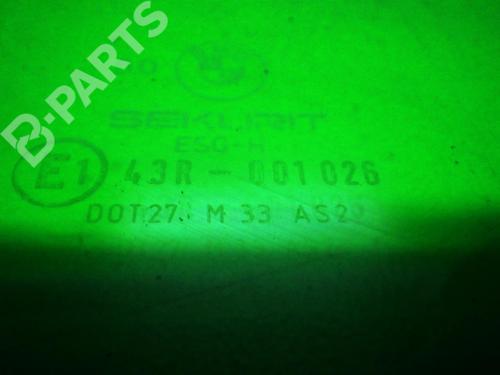 B-PARTS
SEKURIT
ESG-H
E1 43R - 001026
DOT27 M 33 AS2